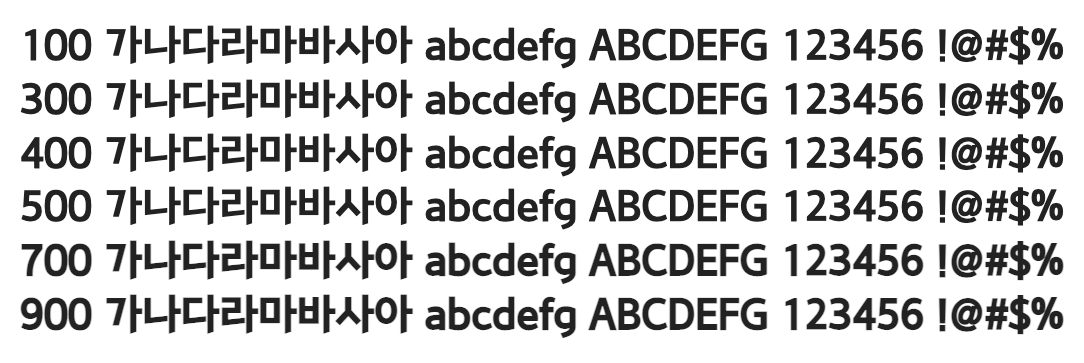 100 가나다라마바사아 abcdefg ABCDEFG 123456 !@#$%
300 가나다라마바사아 abcdefg ABCDEFG 123456 !@#$%
400 가나다라마바사아 abcdefg ABCDEFG 123456 !@#$%
500 가나다라마바사아 abcdefg ABCDEFG 123456 !@#$%
700 가나다라마바사아 abcdefg ABCDEFG 123456 !@#$%
900 가나다라마바사아 abcdefg ABCDEFG 123456 !@#$%